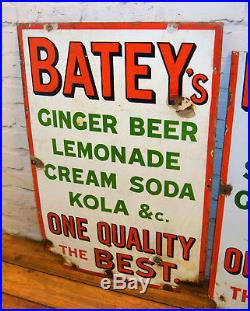 BATEY's
GINGER BEER
LEMONADE
CREAM SODA
KOLA &c.
ONE QUALITY
THE BEST